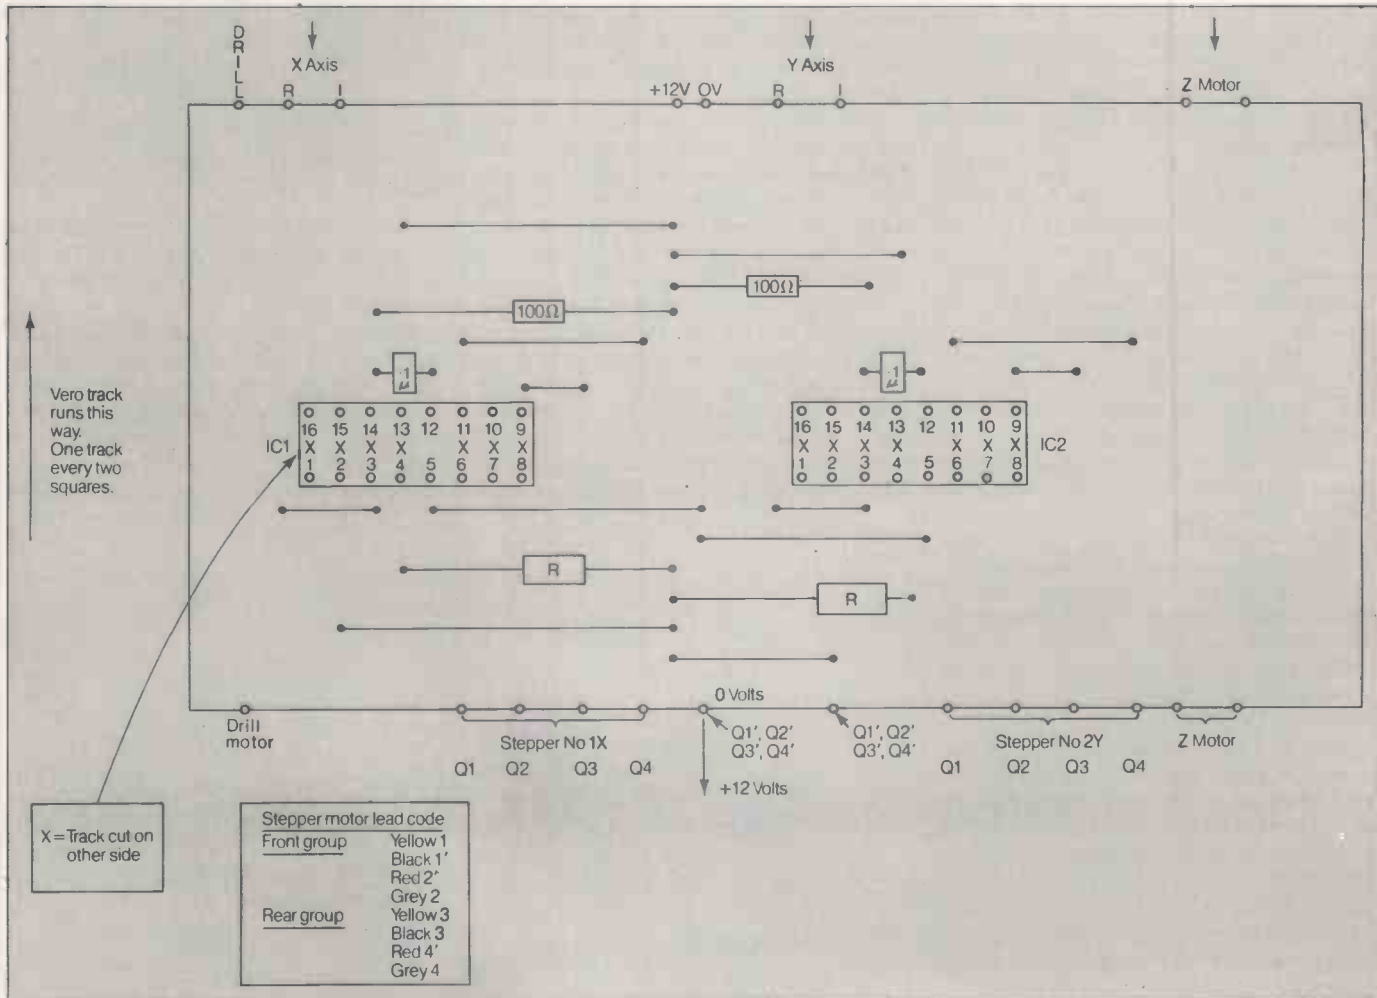 DRILL
X Axis
Y Axis
Z Motor
R I
+12V OV
R I
100Ω
100Ω
.1 µ
.1 µ
Vero track
runs this
way.
One track
every two
squares.
IC1
16 15 14 13 12 11 10 9
X X X X X X X
1 2 3 4 5 6 7 8
16 15 14 13 12 11 10 9
X X X X X X X
1 2 3 4 5 6 7 8
IC2
R
R
Drill
motor
Stepper No 1X
Q1 Q2 Q3 Q4
0 Volts
Q1', Q2'
Q3', Q4'
+12 Volts
Q1', Q2'
Q3', Q4'
Stepper No 2Y
Q1 Q2 Q3 Q4
Z Motor
X=Track cut on
other side
Stepper motor lead code
Front group Yellow 1
Black 1'
Red 2'
Grey 2
Rear group Yellow 3
Black 3
Red 4'
Grey 4